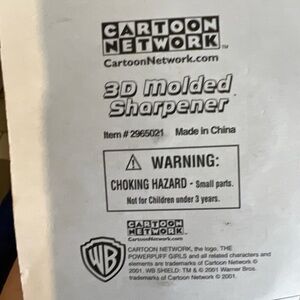 CARTOON
NETWORK
TM
CartoonNetwork.com
3D Molded
Sharpener
Item # 2965021 Made in China
⚠ WARNING:
CHOKING HAZARD - Small parts.
Not for Children under 3 years.
CARTOON
NETWORK
CartoonNetwork.com
CARTOON NETWORK, the logo, THE
POWERPUFF GIRLS and all related characters and
elements are trademarks of Cartoon Network ©
2001. WB SHIELD: TM & © 2001 Warner Bros.
trademarks of Cartoon Network © 2001.
WB